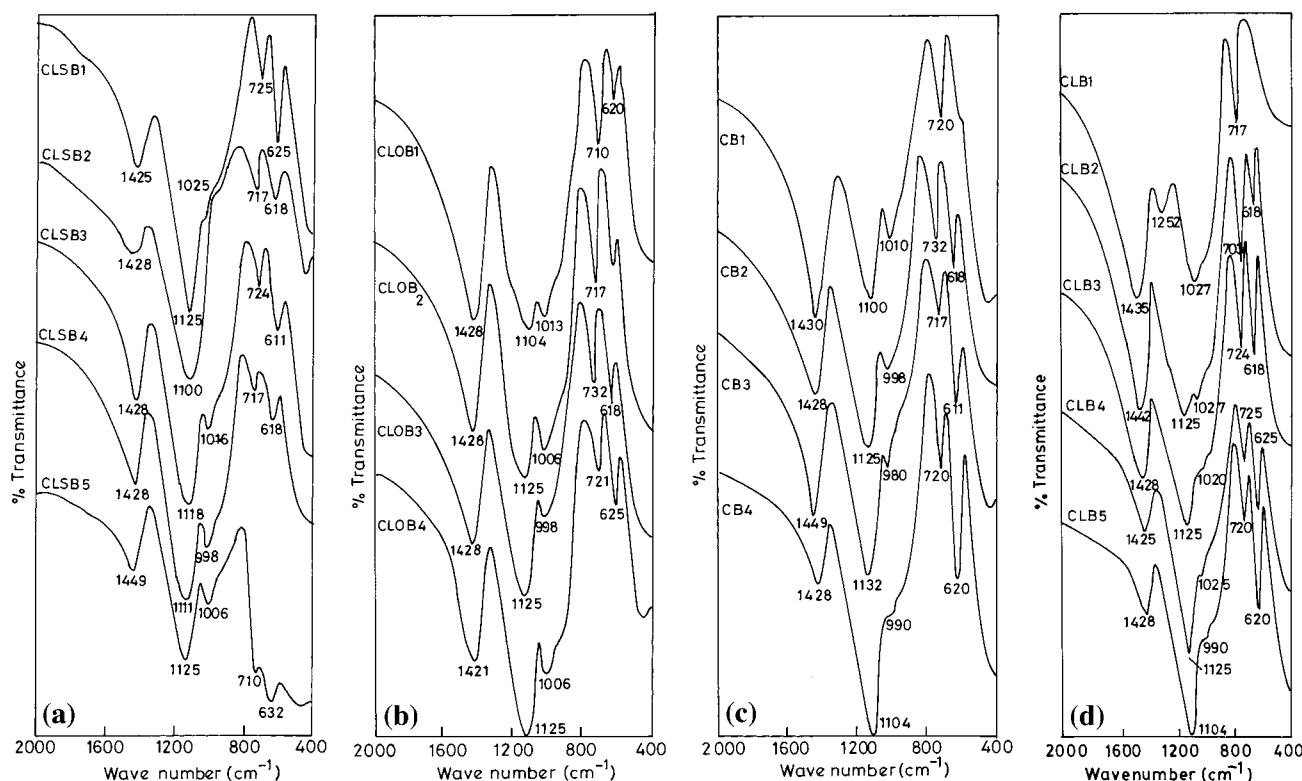 CLSB1
CLSB2
CLSB3
CLSB4
CLSB5
1425
1025
725
625
1428
1125
717
618
1428
1100
1016
724
611
1428
1118
998
717
618
1449
1111
1006
1125
710
632
% Transmittance
(a)
2000 1600 1200 800 400
Wave number (cm⁻¹)
CLOB1
CLOB2
CLOB3
CLOB4
1428
1104
1013
710
620
1428
1125
1006
717
1428
1125
998
732
618
1421
1125
1006
721
625
% Transmittance
(b)
2000 1600 1200 800 400
Wave number (cm⁻¹)
CB1
CB2
CB3
CB4
1430
1100
1010
720
1428
1125
998
732
618
1449
1132
980
717
611
1428
1104
990
720
620
% Transmittance
(c)
2000 1600 1200 800 400
Wave number (cm⁻¹)
CLB1
CLB2
CLB3
CLB4
CLB5
1435
1252
1027
717
1442
1125
1027
703
618
1428
1125
1020
724
618
1425
1125
1025
725
625
1428
1104
990
720
620
% Transmittance
(d)
2000 1600 1200 800 400
Wavenumber (cm⁻¹)